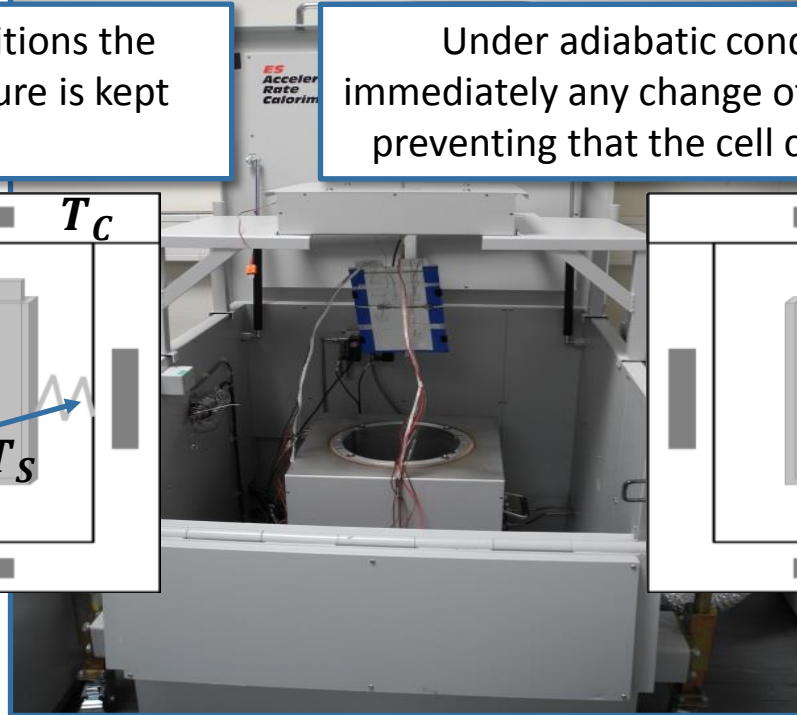 itions the
ure is kept
Under adiabatic cond
immediately any change of
preventing that the cell c
ES
Acceler
Rate
Calorim
T_C
T_S